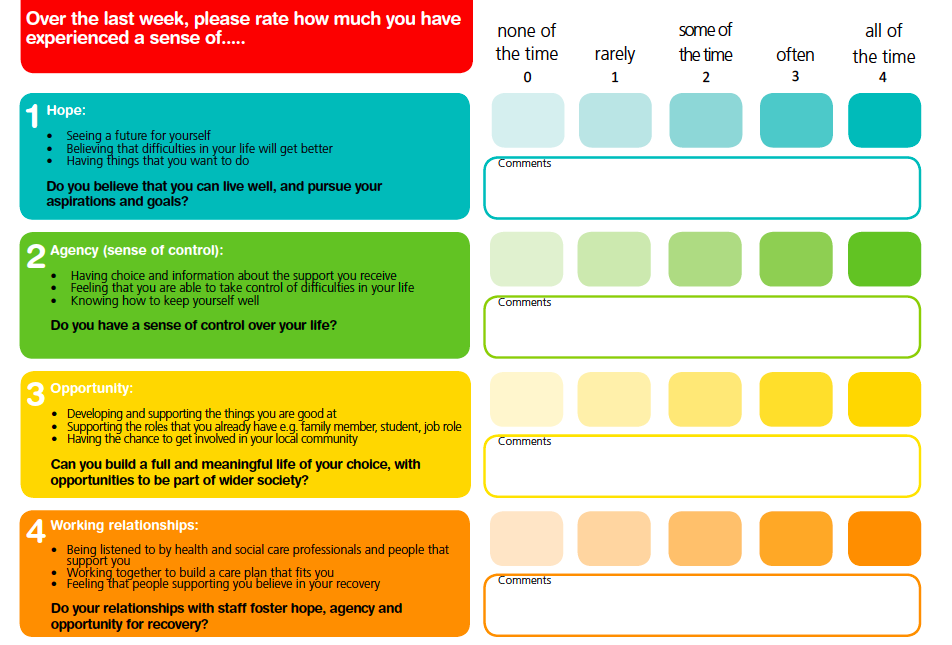 Over the last week, please rate how much you have
experienced a sense of.....
none of
the time
0
rarely
1
some of
the time
2
often
3
all of
the time
4
1 Hope:
• Seeing a future for yourself
• Believing that difficulties in your life will get better
• Having things that you want to do
Do you believe that you can live well, and pursue your
aspirations and goals?
Comments
2 Agency (sense of control):
• Having choice and information about the support you receive
• Feeling that you are able to take control of difficulties in your life
• Knowing how to keep yourself well
Do you have a sense of control over your life?
Comments
3 Opportunity:
• Developing and supporting the things you are good at
• Supporting the roles that you already have e.g. family member, student, job role
• Having the chance to get involved in your local community
Can you build a full and meaningful life of your choice, with
opportunities to be part of wider society?
Comments
4 Working relationships:
• Being listened to by health and social care professionals and people that
support you
• Working together to build a care plan that fits you
• Feeling that people supporting you believe in your recovery
Do your relationships with staff foster hope, agency and
opportunity for recovery?
Comments